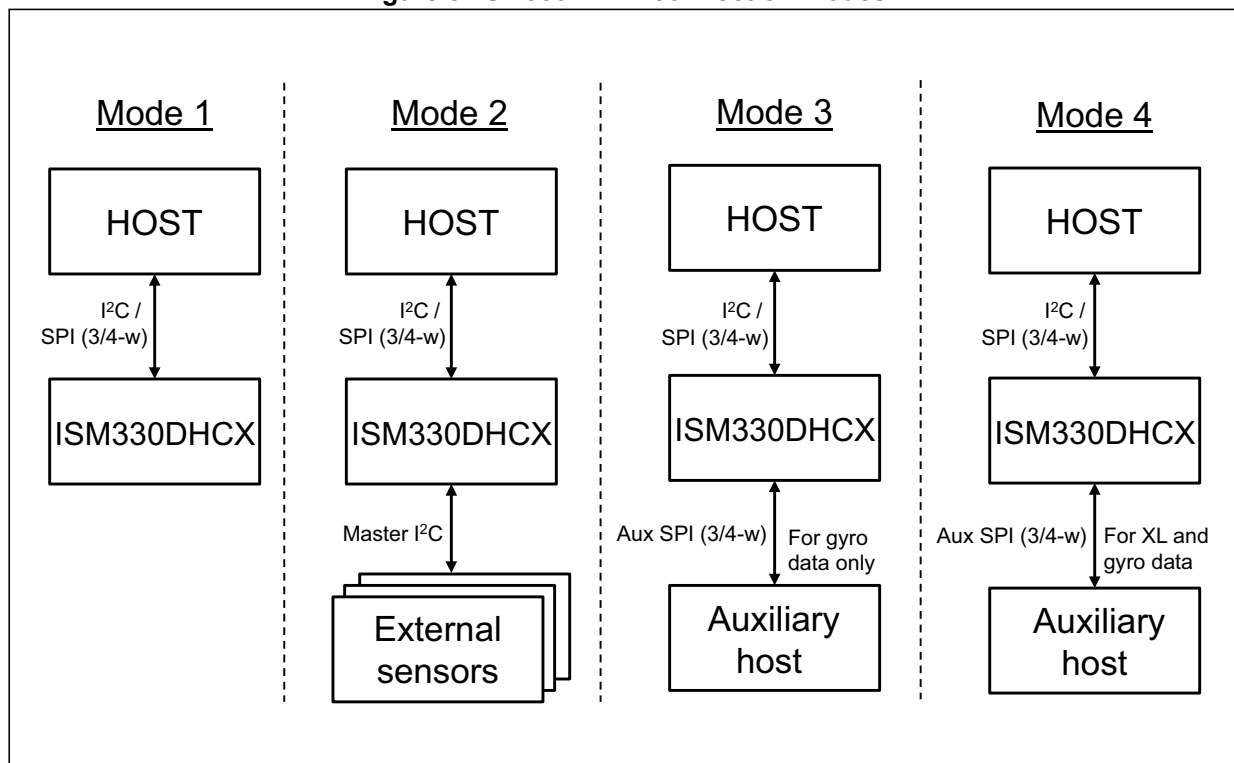 Mode 1
HOST
I²C /
SPI (3/4-w)
ISM330DHCX
Mode 2
HOST
I²C /
SPI (3/4-w)
ISM330DHCX
Master I²C
External
sensors
Mode 3
HOST
I²C /
SPI (3/4-w)
ISM330DHCX
Aux SPI (3/4-w)
For gyro
data only
Auxiliary
host
Mode 4
HOST
I²C /
SPI (3/4-w)
ISM330DHCX
Aux SPI (3/4-w)
For XL and
gyro data
Auxiliary
host